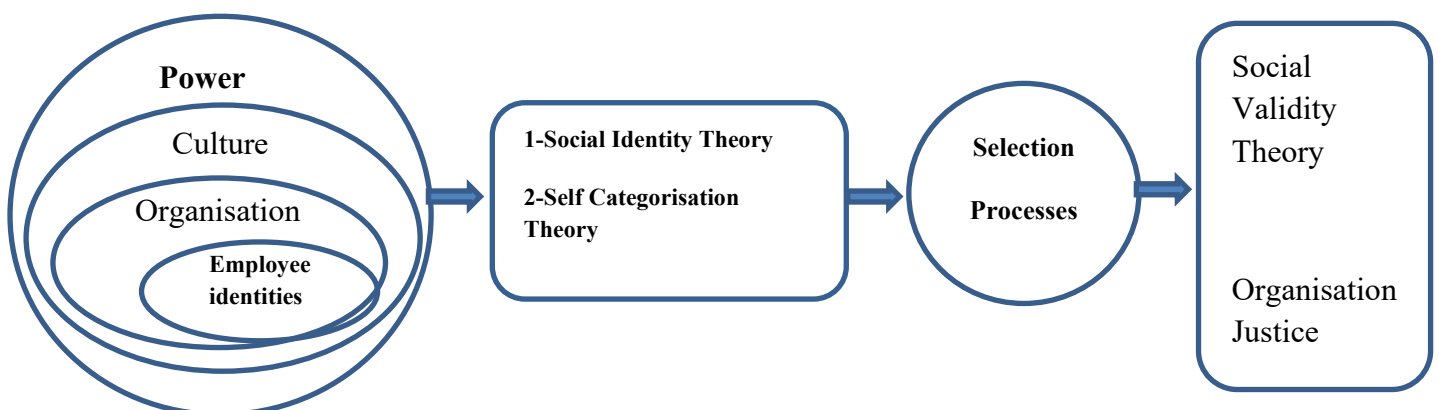 Power
Culture
Organisation
Employee
identities
1-Social Identity Theory
2-Self Categorisation
Theory
Selection
Processes
Social
Validity
Theory
Organisation
Justice